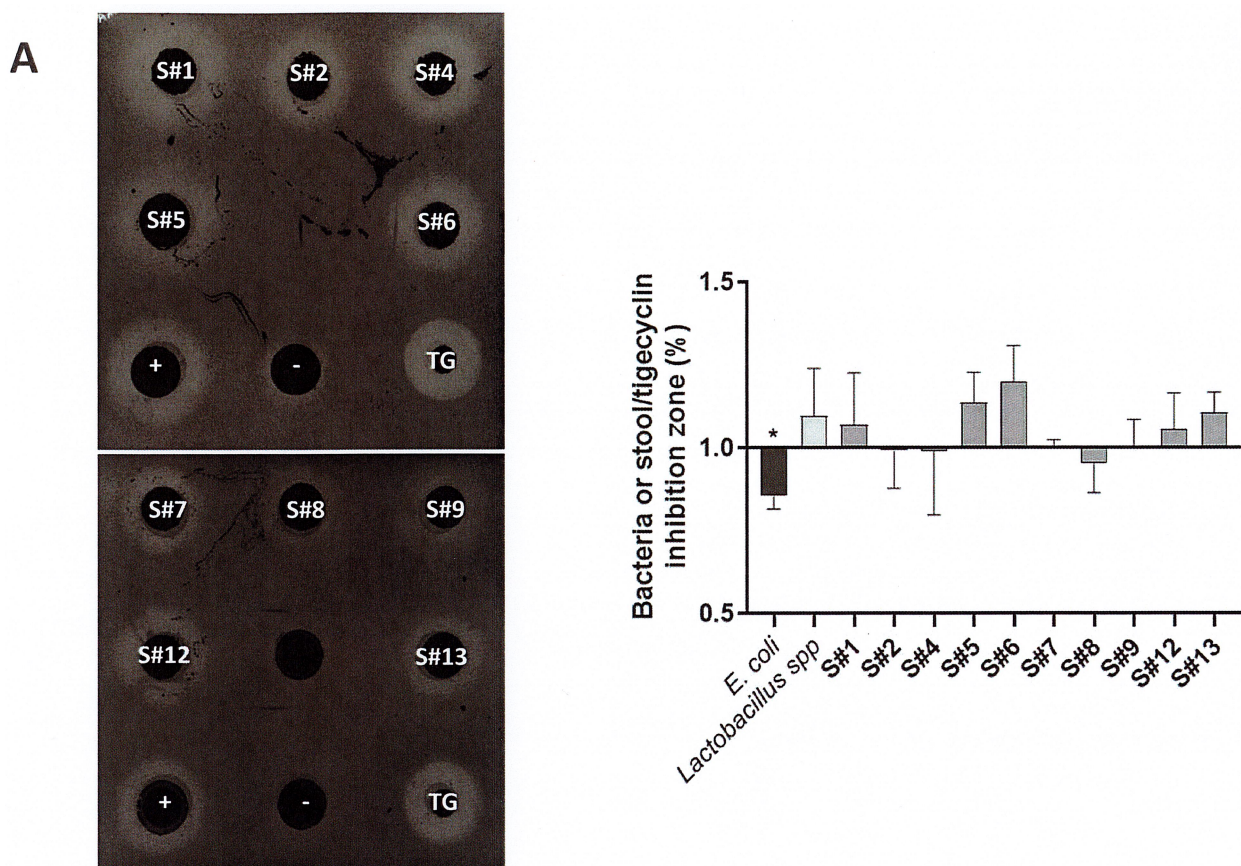 A
S#1 S#2 S#4
S#5 S#6
+ - TG
S#7 S#8 S#9
S#12 S#13
+ - TG
Bacteria or stool/tigecyclin
inhibition zone (%)
1.5
1.0
0.5
*
E. coli
Lactobacillus spp
S#1
S#2
S#4
S#5
S#6
S#7
S#8
S#9
S#12
S#13